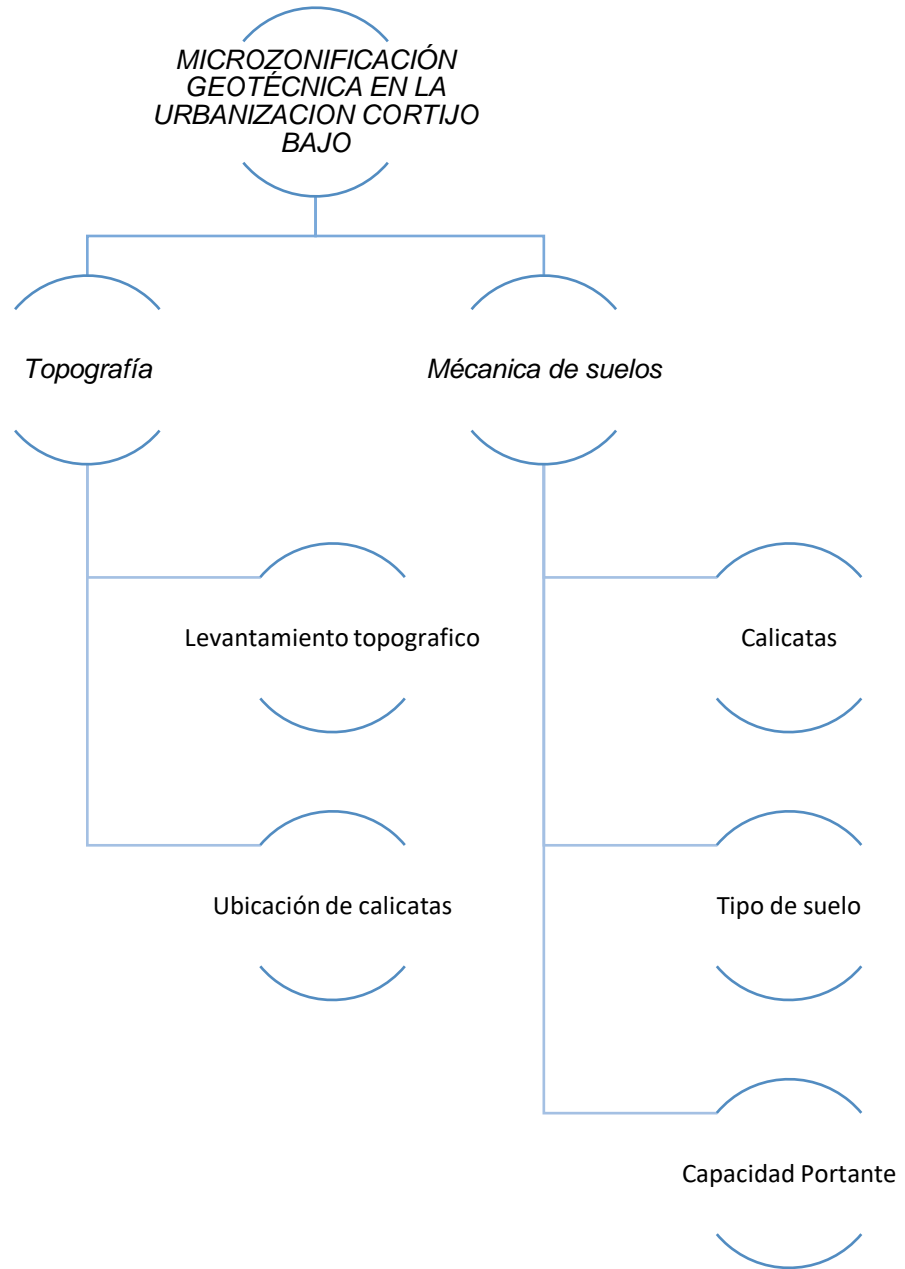 MICROZONIFICACIÓN
GEOTÉCNICA EN LA
URBANIZACION CORTIJO
BAJO
Topografía
Mécanica de suelos
Levantamiento topografico
Calicatas
Ubicación de calicatas
Tipo de suelo
Capacidad Portante